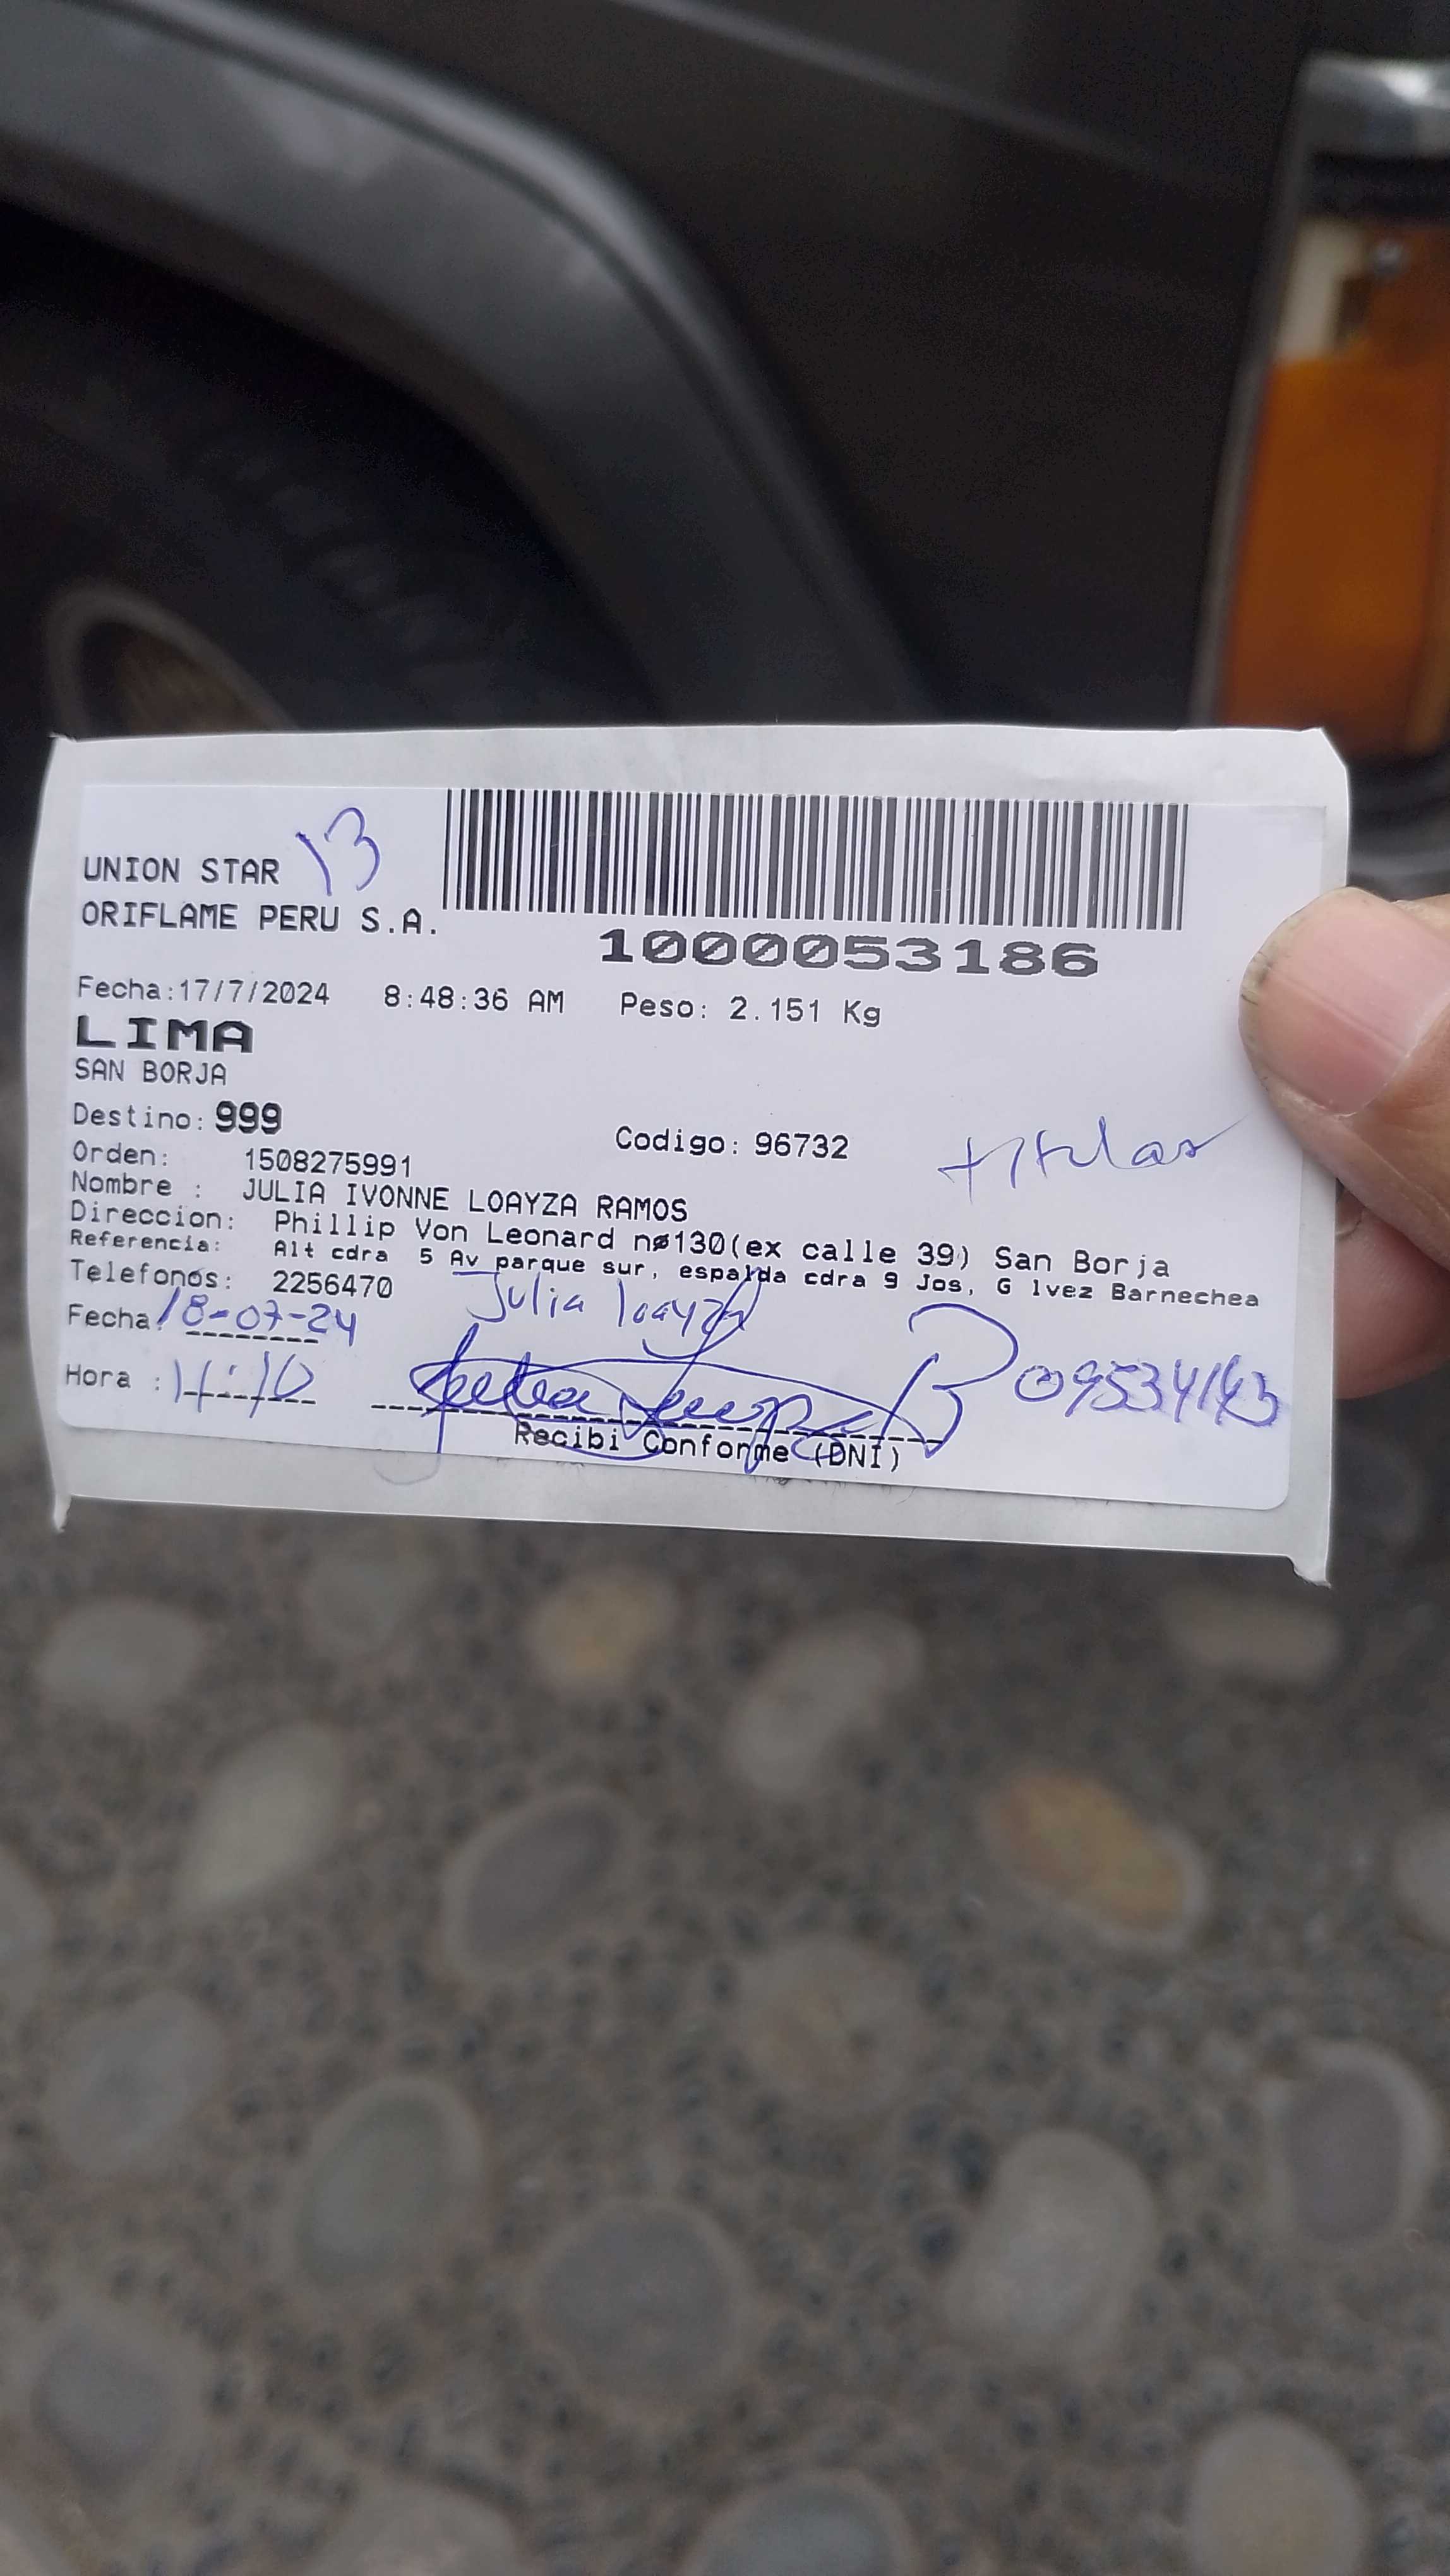 UNION STAR 13
ORIFLAME PERU S.A.
1000053186
Fecha:17/7/2024 8:48:36 AM Peso: 2.151 Kg
LIMA
SAN BORJA
Destino: 999
Codigo: 96732 titular
Orden: 1508275991
Nombre : JULIA IVONNE LOAYZA RAMOS
Direccion: Phillip Von Leonard nø130(ex calle 39) San Borja
Referencia: Alt cdra 5 Av parque sur, espalda cdra 9 Jos, G lvez Barnechea
Telefonos: 2256470
Julia loayza
Fecha: 18-07-24
Hora :
Recibi Conforme (DNI)